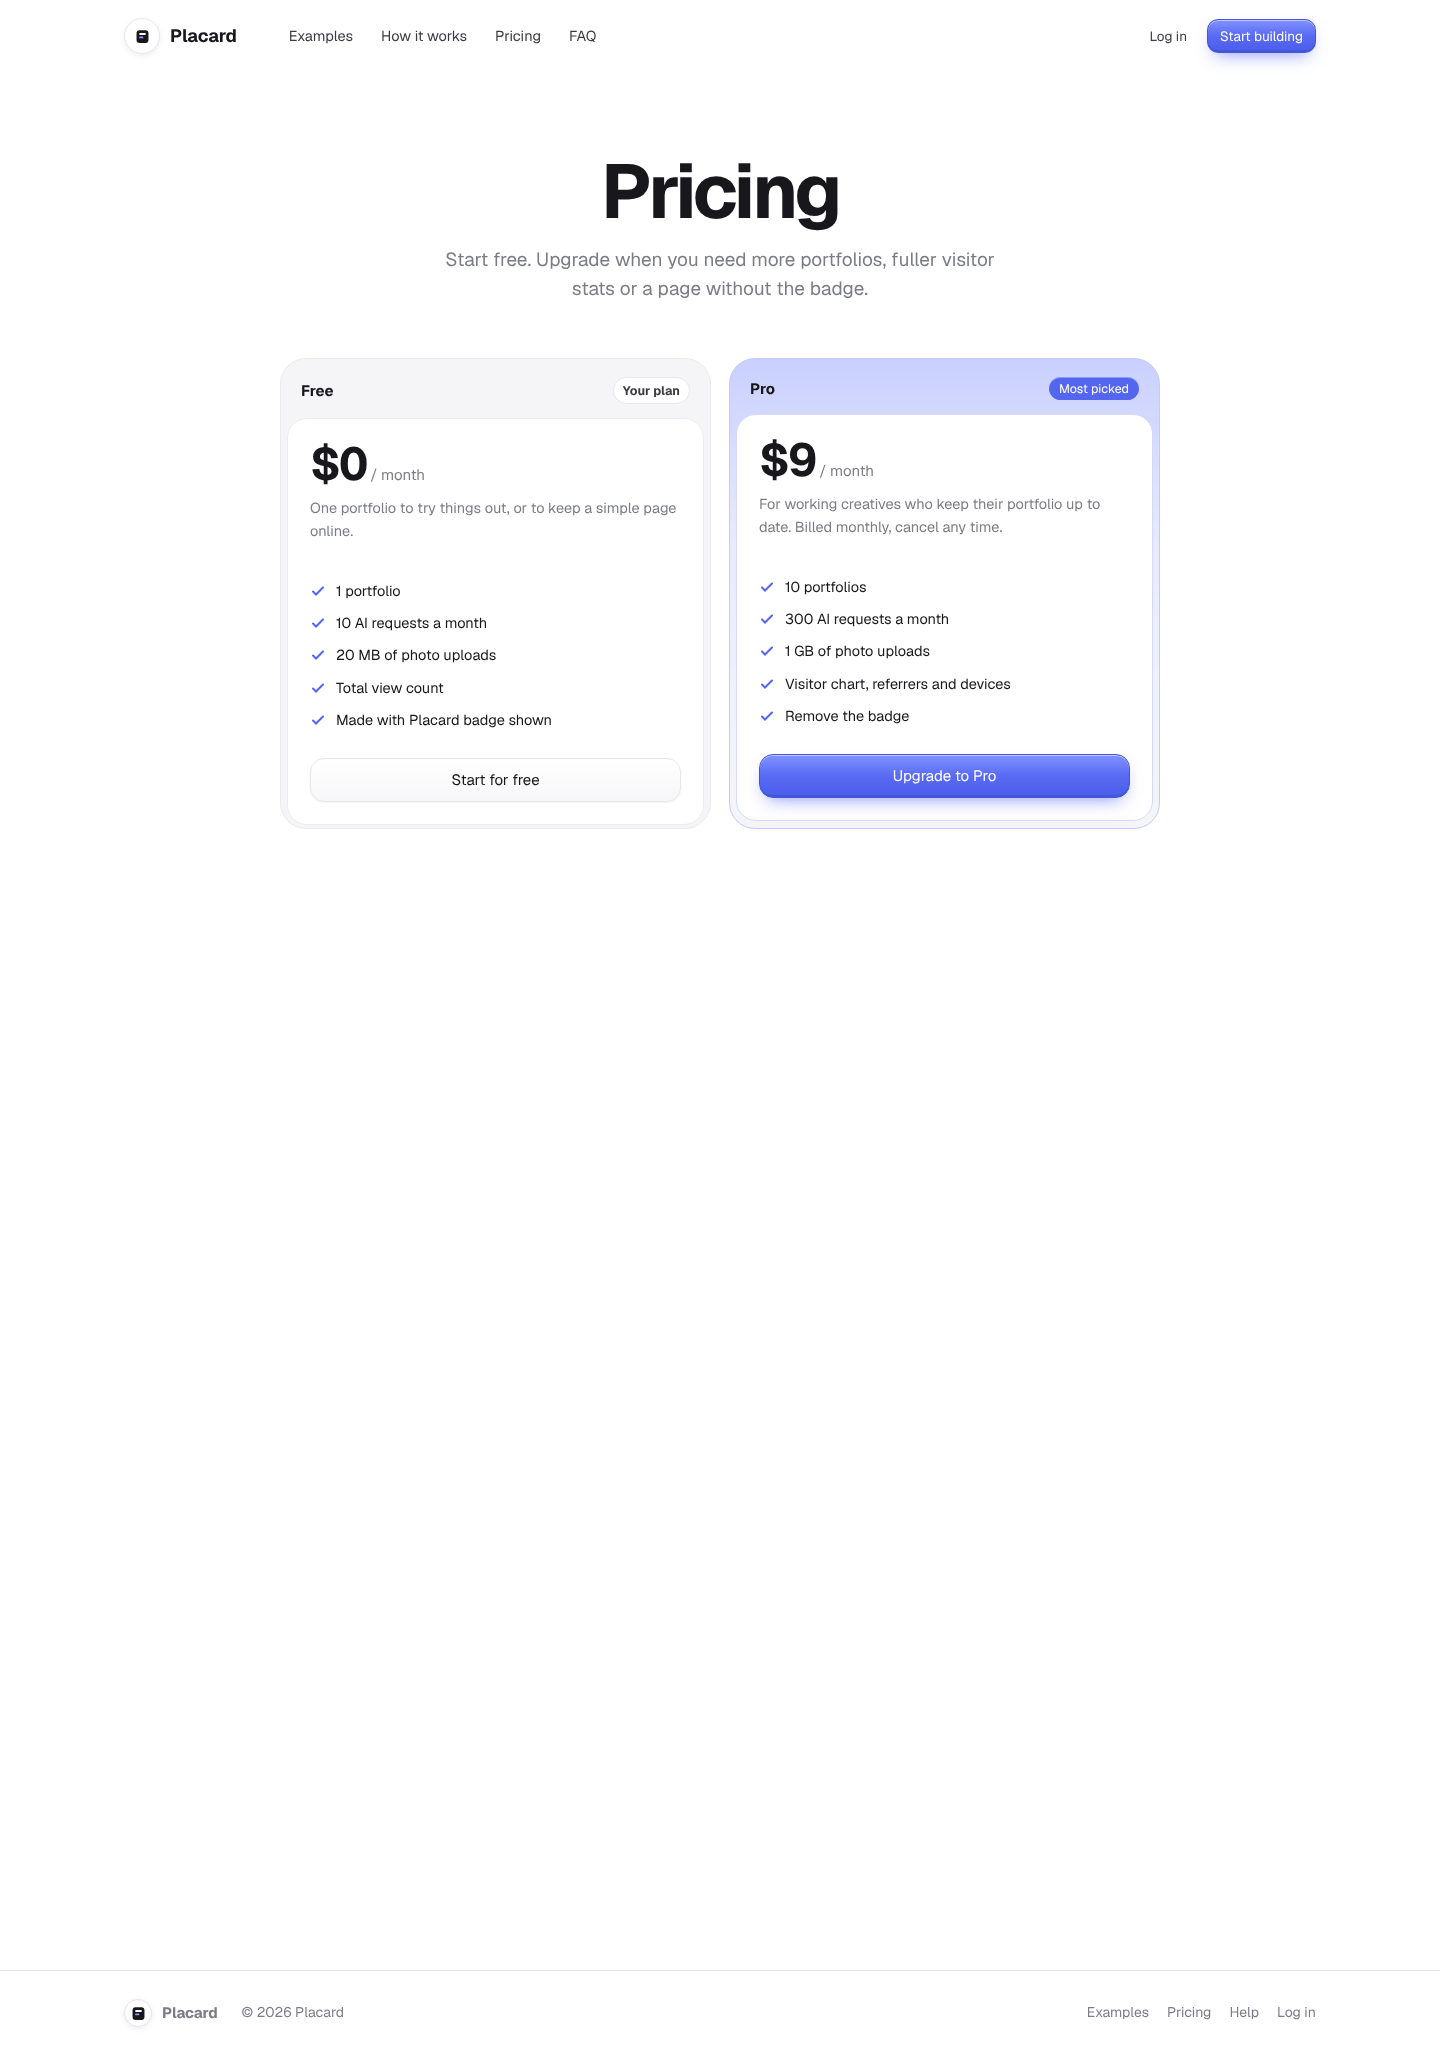 Placard
Examples
How it works
Pricing
FAQ
Log in
Start building
Pricing
Start free. Upgrade when you need more portfolios, fuller visitor
stats or a page without the badge.
Free
Your plan
$0 / month
One portfolio to try things out, or to keep a simple page
online.
1 portfolio
10 AI requests a month
20 MB of photo uploads
Total view count
Made with Placard badge shown
Start for free
Pro
Most picked
$9 / month
For working creatives who keep their portfolio up to
date. Billed monthly, cancel any time.
10 portfolios
300 AI requests a month
1 GB of photo uploads
Visitor chart, referrers and devices
Remove the badge
Upgrade to Pro
Placard
© 2026 Placard
Examples
Pricing
Help
Log in